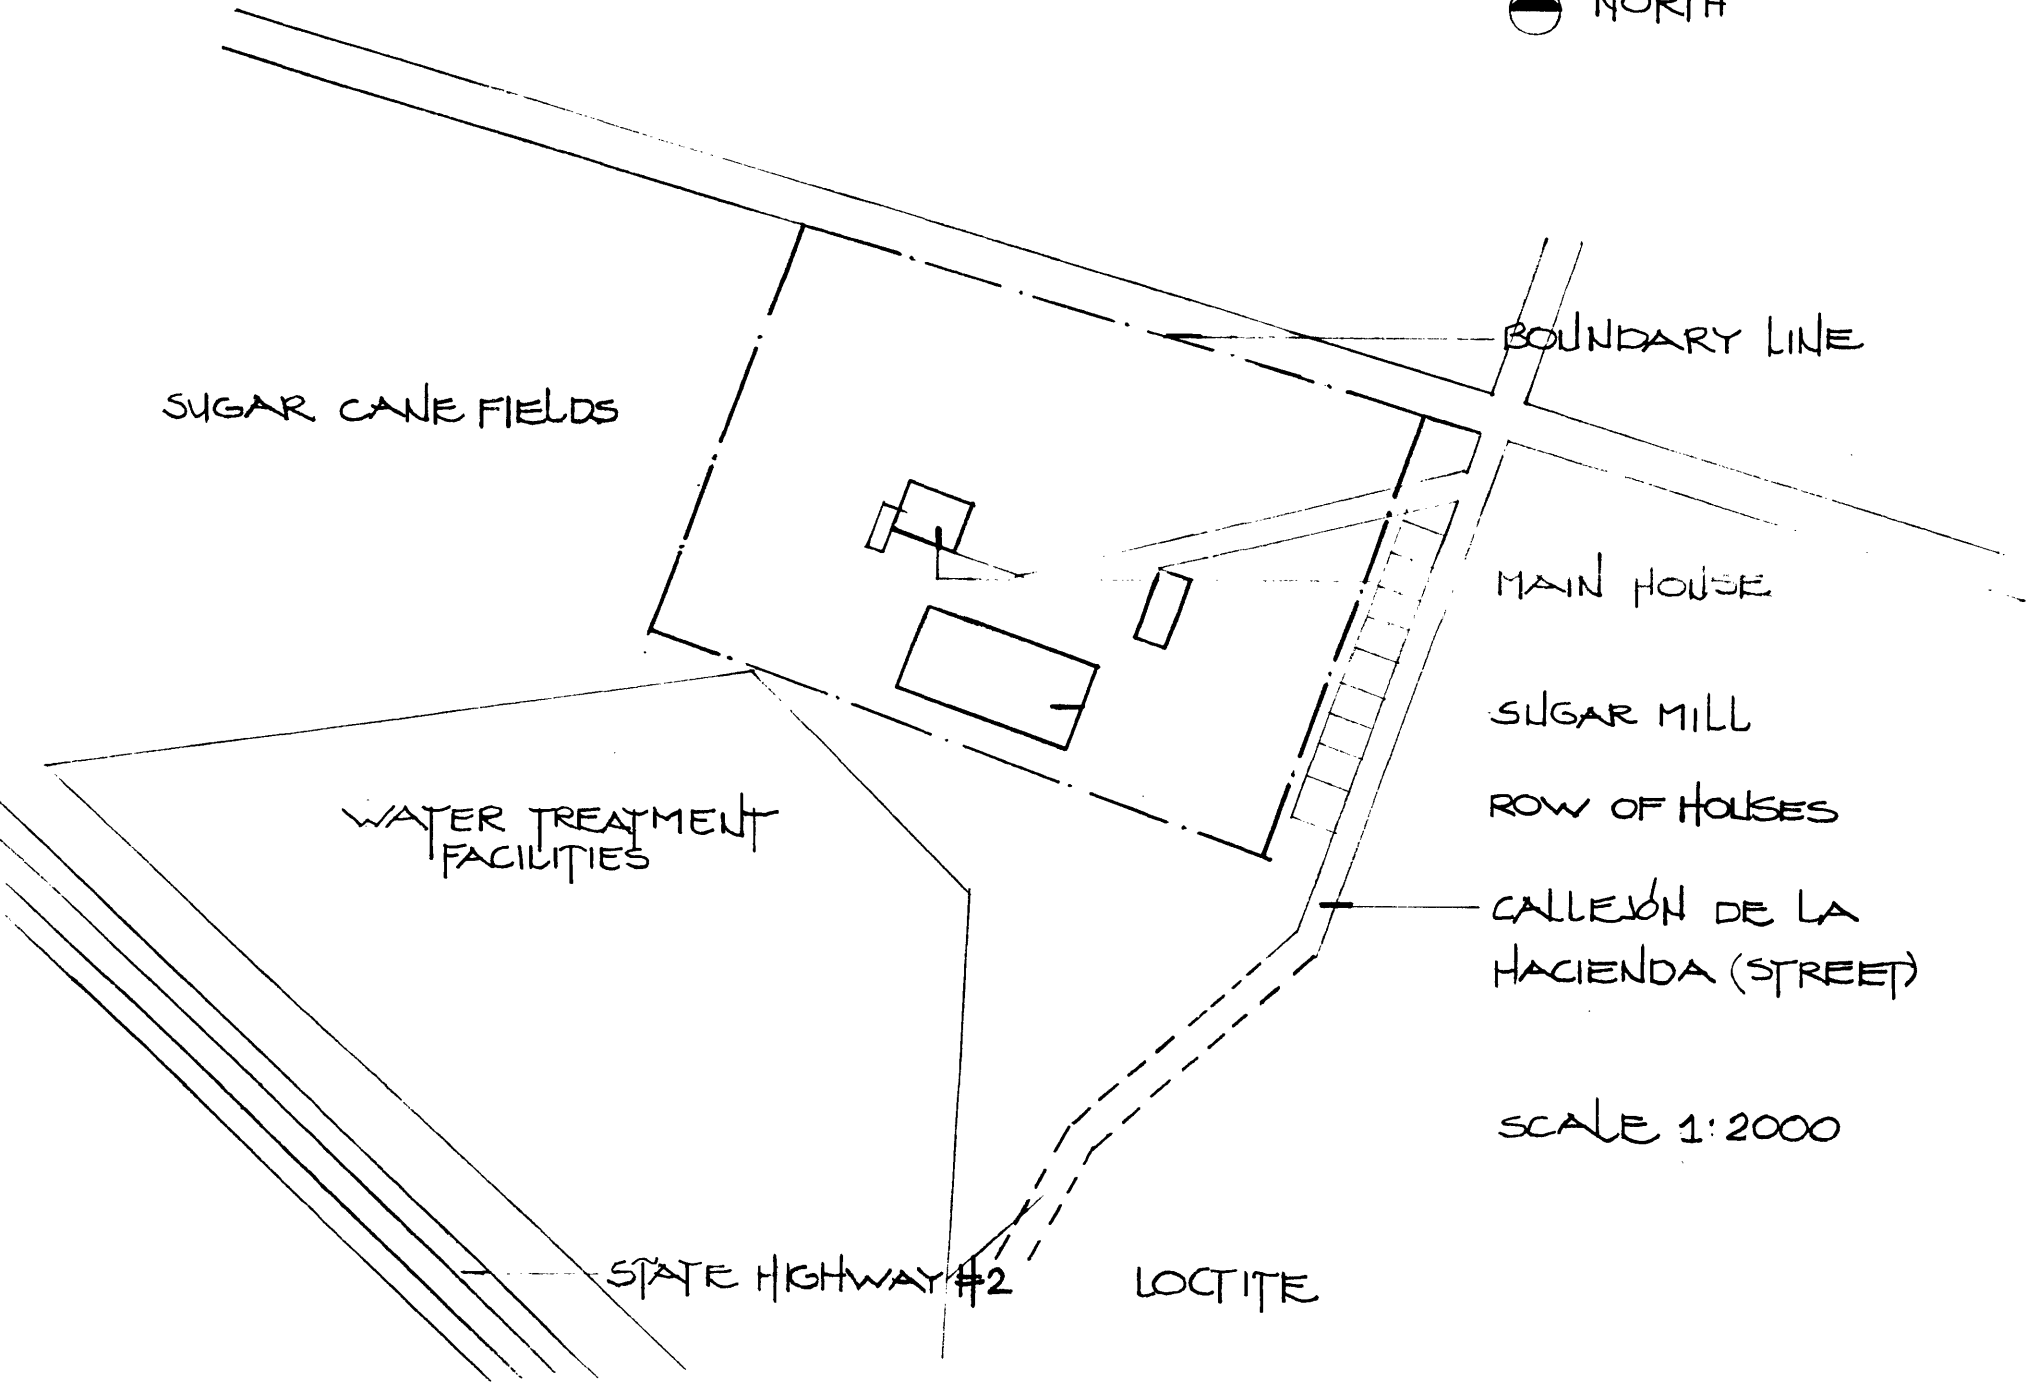 NORTH
BOUNDARY LINE
SUGAR CANE FIELDS
MAIN HOUSE
SUGAR MILL
ROW OF HOUSES
WATER TREATMENT
FACILITIES
CALLEJÓN DE LA
HACIENDA (STREET)
SCALE 1:2000
STATE HIGHWAY #2
LOCTITE